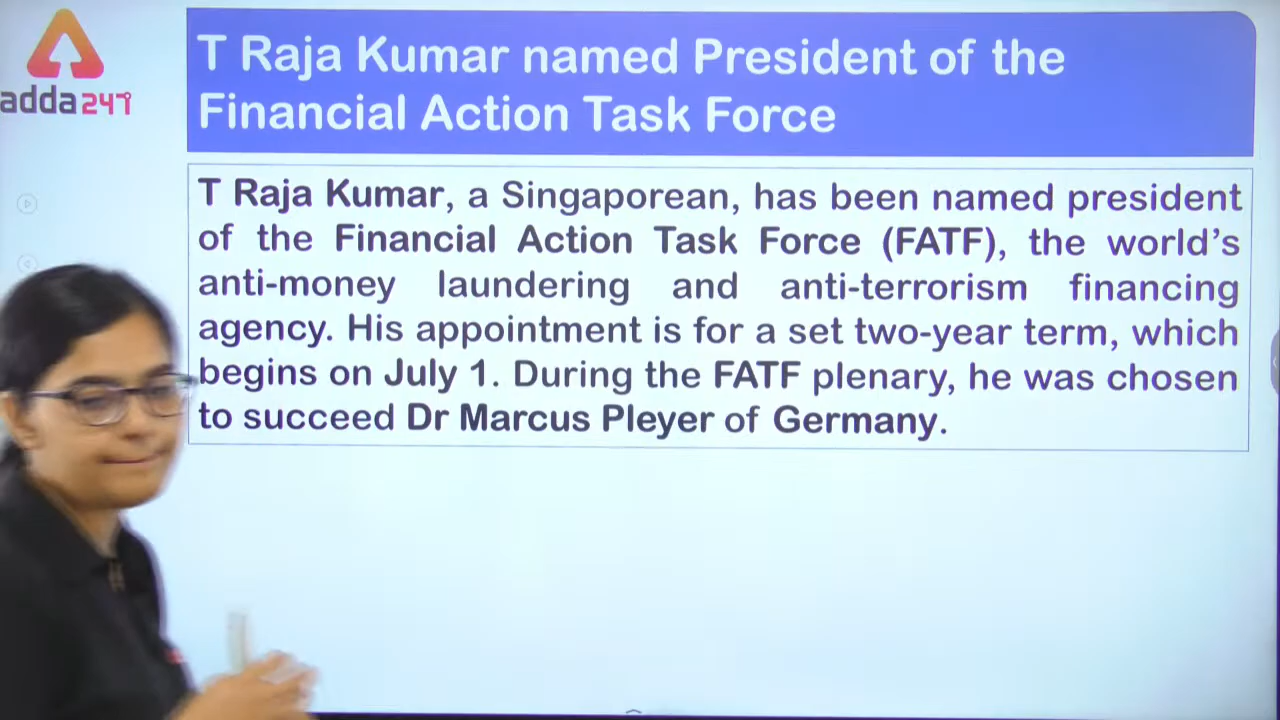 T Raja Kumar named President of the
Financial Action Task Force
adda247
T Raja Kumar, a Singaporean, has been named president
of the Financial Action Task Force (FATF), the world's
anti-money laundering and anti-terrorism financing
agency. His appointment is for a set two-year term, which
begins on July 1. During the FATF plenary, he was chosen
to succeed Dr Marcus Pleyer of Germany.